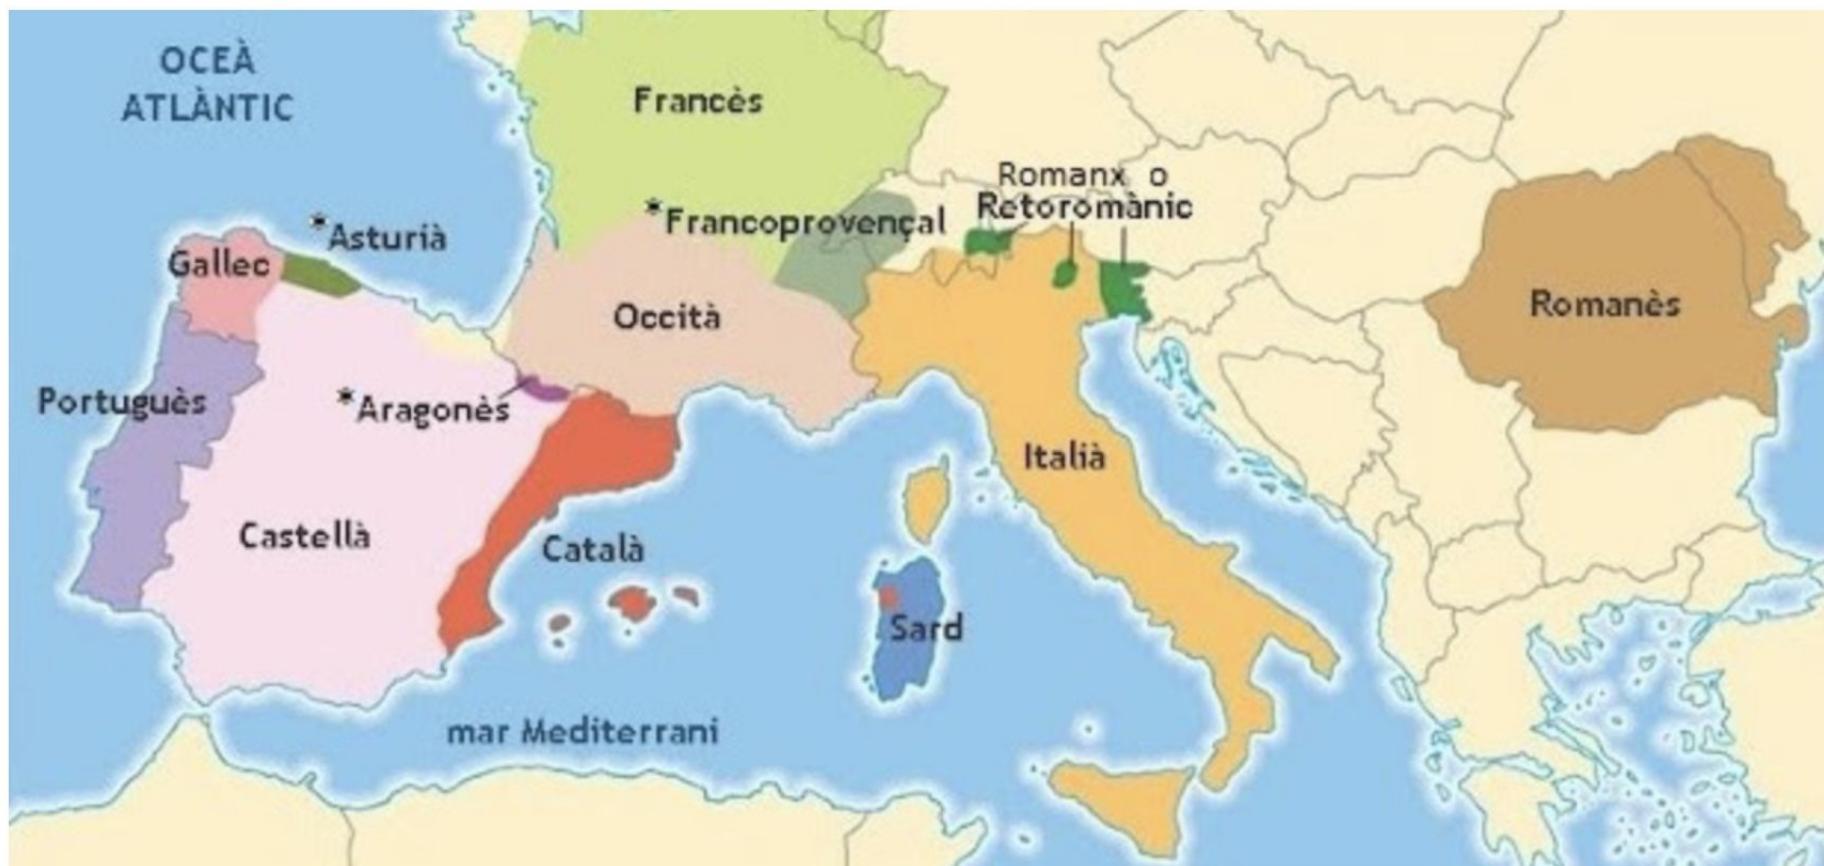 OCEÀ
ATLÀNTIC
Francès
Romanx o
Retoromànic
*Francoprovençal
*Asturià
Gallec
Occità
Romanès
Portuguès
*Aragonès
Italià
Castellà
Català
Sard
mar Mediterrani